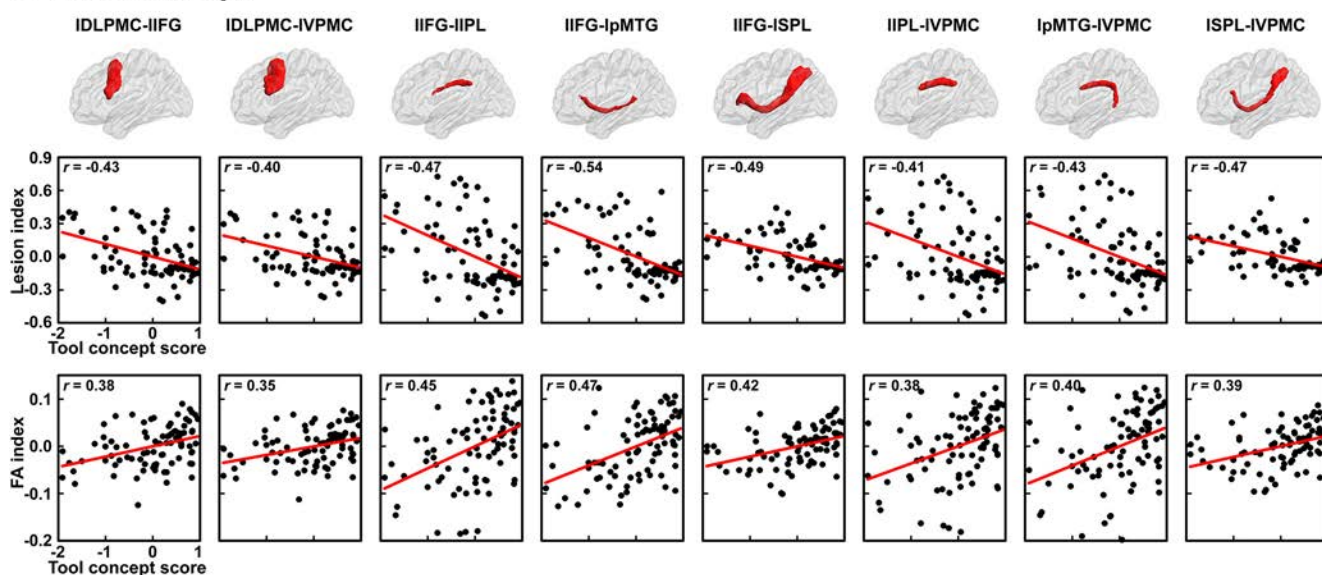 lDLPMC-lIFG lDLPMC-lVPMC lIFG-lIPL lIFG-lpMTG lIFG-lSPL lIPL-lVPMC lpMTG-lVPMC lSPL-lVPMC
r = -0.43 r = -0.40 r = -0.47 r = -0.54 r = -0.49 r = -0.41 r = -0.43 r = -0.47
Lesion index
0.9
0.6
0.3
0.0
-0.3
-0.6
-2 -1 0 1
Tool concept score
r = 0.38 r = 0.35 r = 0.45 r = 0.47 r = 0.42 r = 0.38 r = 0.40 r = 0.39
FA index
0.1
0.0
-0.1
-0.2
-2 -1 0 1
Tool concept score